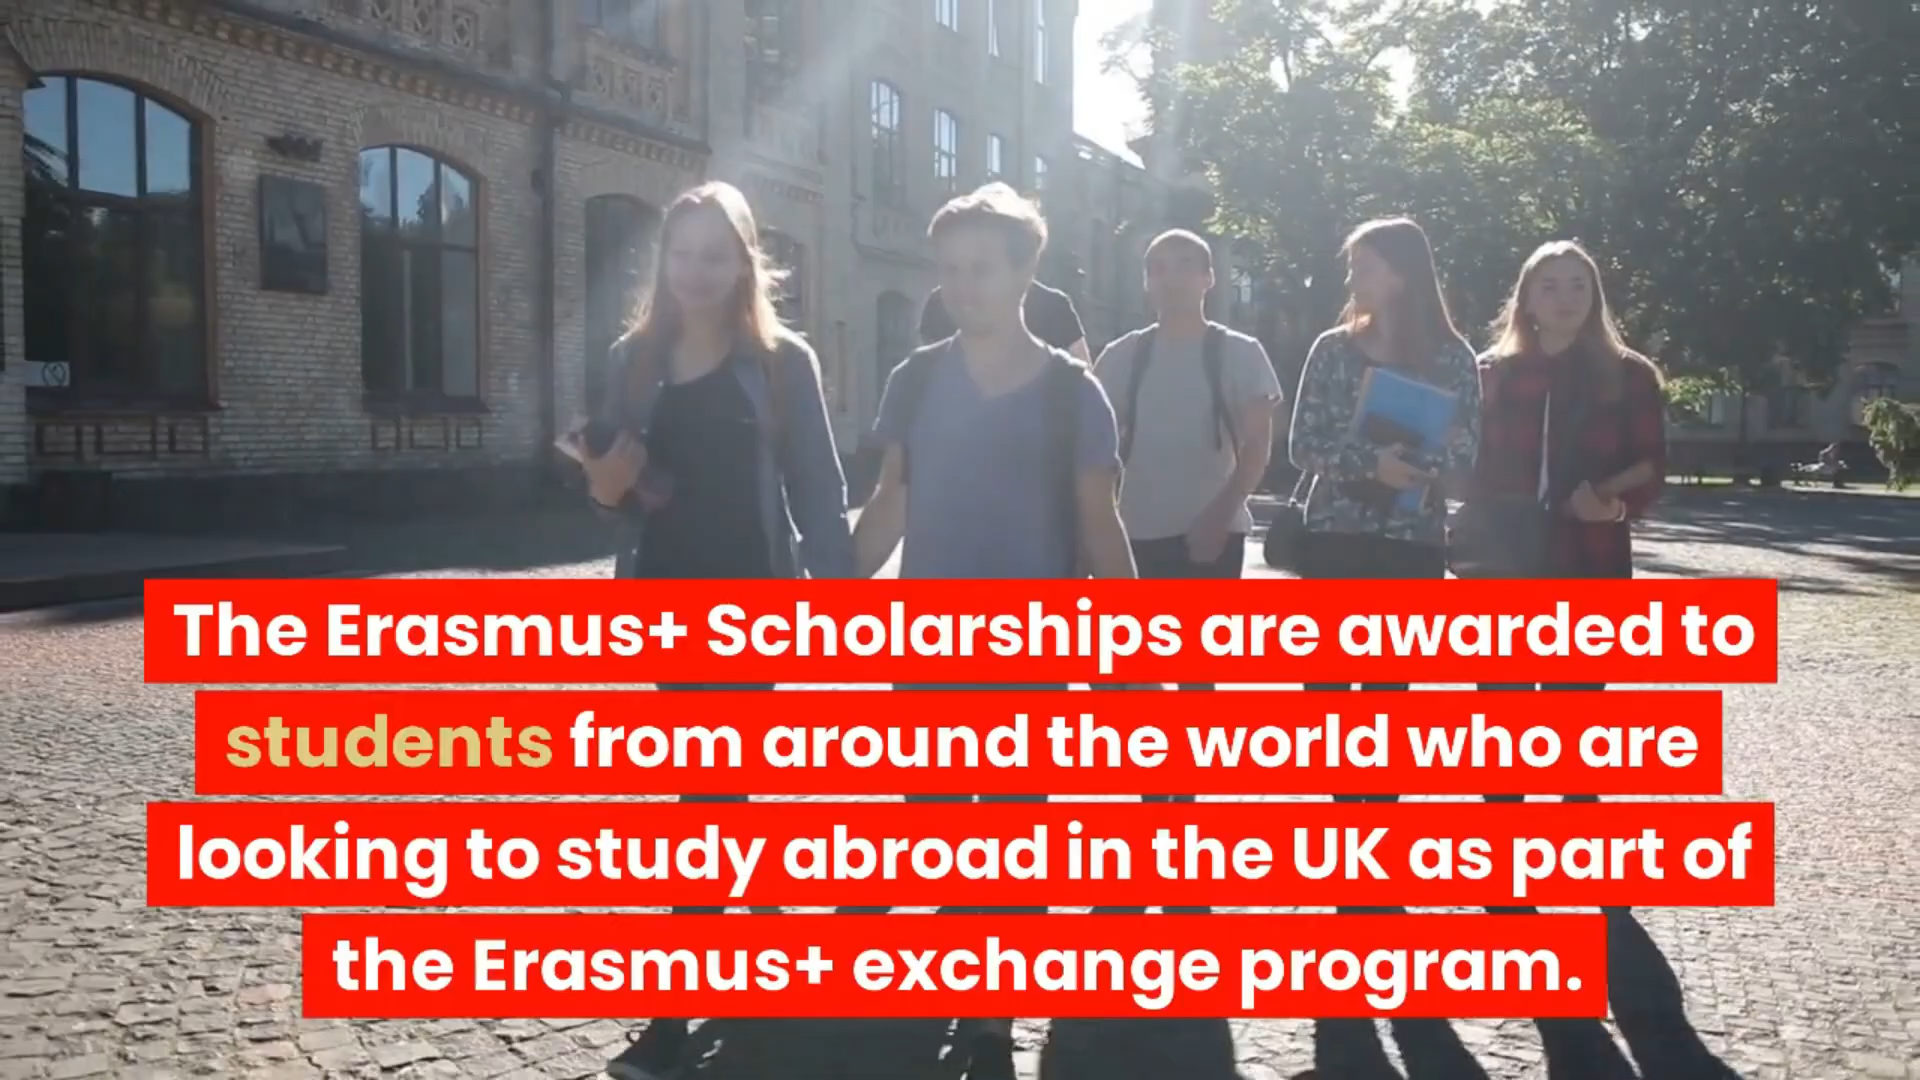 The Erasmus+ Scholarships are awarded to
students from around the world who are
looking to study abroad in the UK as part of
the Erasmus+ exchange program.